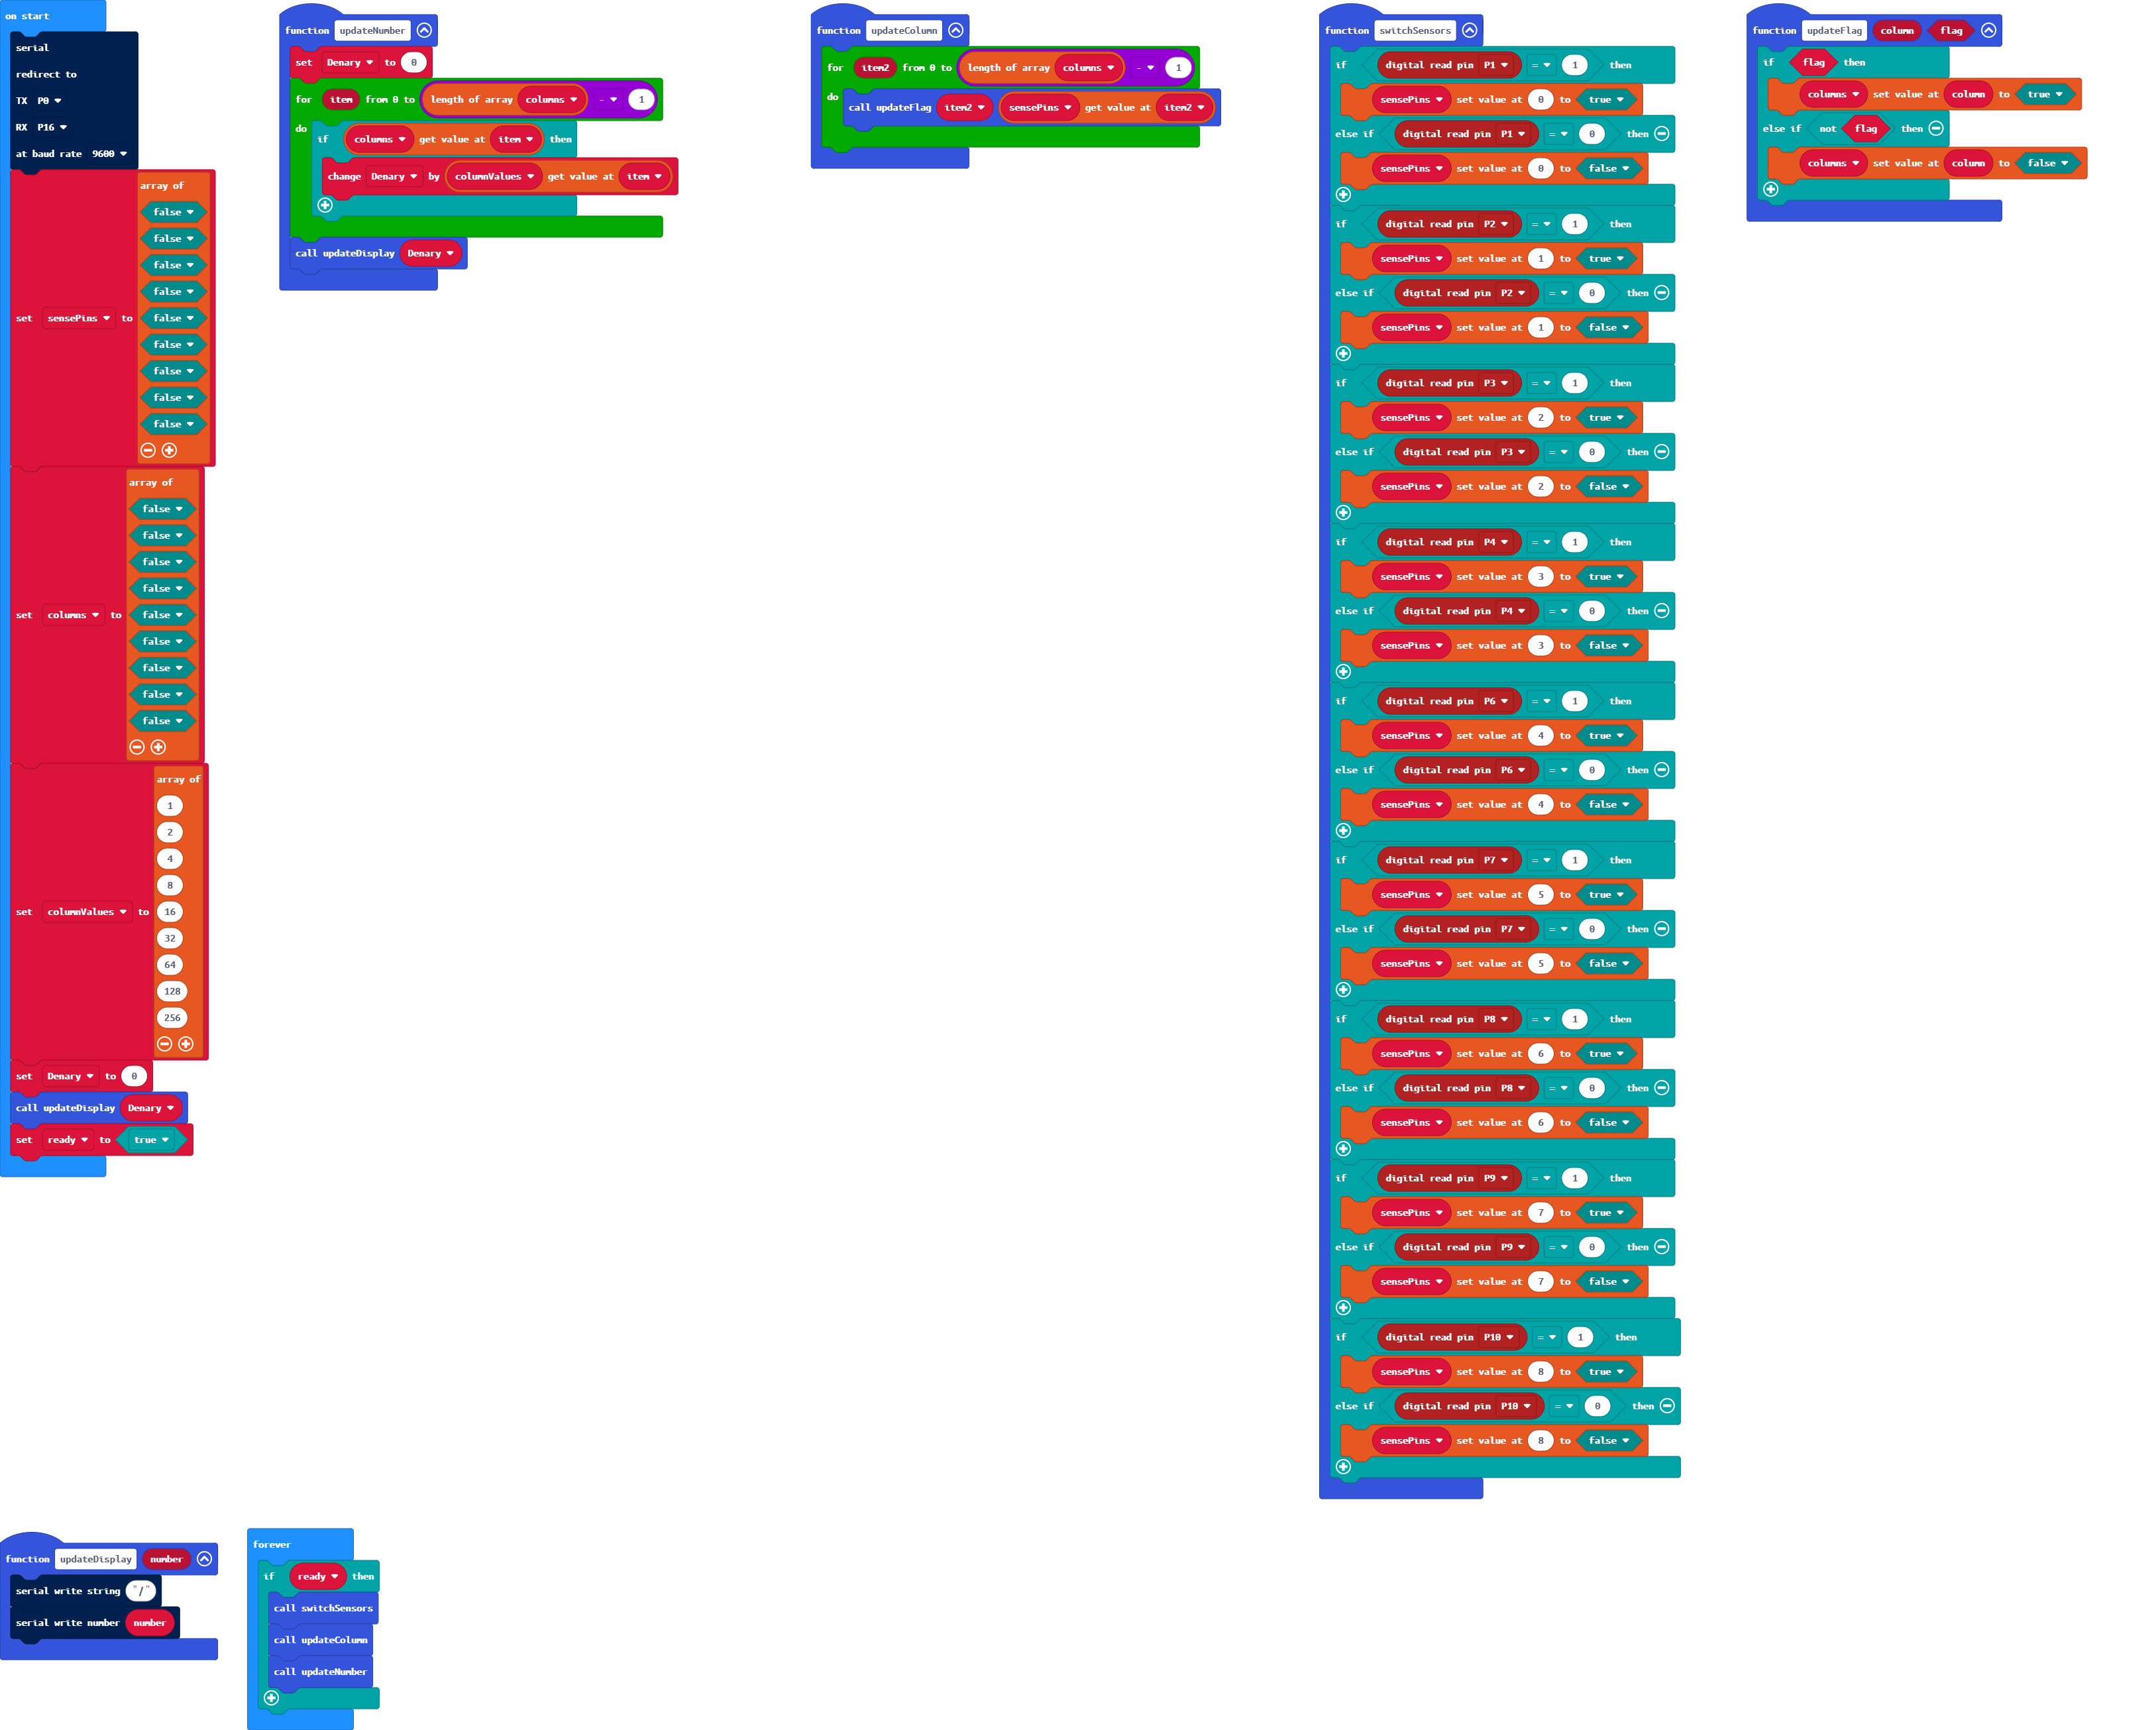 on start
serial
redirect to
TX P0
RX P16
at baud rate 9600
set sensePins to array of
false
false
false
false
false
false
false
false
false
set columns to array of
false
false
false
false
false
false
false
false
false
set columnValues to array of
1
2
4
8
16
32
64
128
256
set Denary to 0
call updateDisplay Denary
set ready to true
function updateNumber
set Denary to 0
for item from 0 to length of array columns - 1
do
if columns get value at item then
change Denary by columnValues get value at item
call updateDisplay Denary
function updateColumn
for item2 from 0 to length of array columns - 1
do
call updateFlag item2 sensePins get value at item2
function switchSensors
if digital read pin P1 = 1 then
sensePins set value at 0 to true
else if digital read pin P1 = 0 then
sensePins set value at 0 to false
if digital read pin P2 = 1 then
sensePins set value at 1 to true
else if digital read pin P2 = 0 then
sensePins set value at 1 to false
if digital read pin P3 = 1 then
sensePins set value at 2 to true
else if digital read pin P3 = 0 then
sensePins set value at 2 to false
if digital read pin P4 = 1 then
sensePins set value at 3 to true
else if digital read pin P4 = 0 then
sensePins set value at 3 to false
if digital read pin P6 = 1 then
sensePins set value at 4 to true
else if digital read pin P6 = 0 then
sensePins set value at 4 to false
if digital read pin P7 = 1 then
sensePins set value at 5 to true
else if digital read pin P7 = 0 then
sensePins set value at 5 to false
if digital read pin P8 = 1 then
sensePins set value at 6 to true
else if digital read pin P8 = 0 then
sensePins set value at 6 to false
if digital read pin P9 = 1 then
sensePins set value at 7 to true
else if digital read pin P9 = 0 then
sensePins set value at 7 to false
if digital read pin P10 = 1 then
sensePins set value at 8 to true
else if digital read pin P10 = 0 then
sensePins set value at 8 to false
function updateFlag column flag
if flag then
columns set value at column to true
else if not flag then
columns set value at column to false
function updateDisplay number
serial write string "/"
serial write number number
forever
if ready then
call switchSensors
call updateColumn
call updateNumber